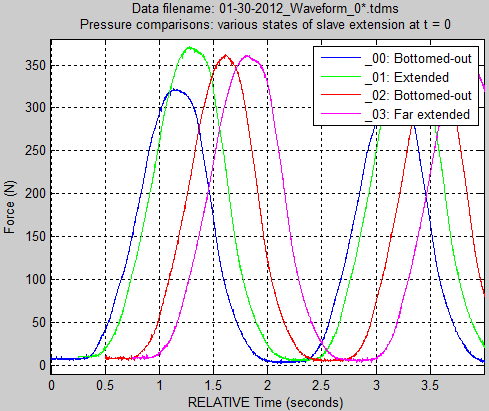 Data filename: 01-30-2012_Waveform_0*.tdms
Pressure comparisons: various states of slave extension at t = 0
_00: Bottomed-out
_01: Extended
_02: Bottomed-out
_03: Far extended
Force (N)
350
300
250
200
150
100
50
0
0 0.5 1 1.5 2 2.5 3 3.5
RELATIVE Time (seconds)